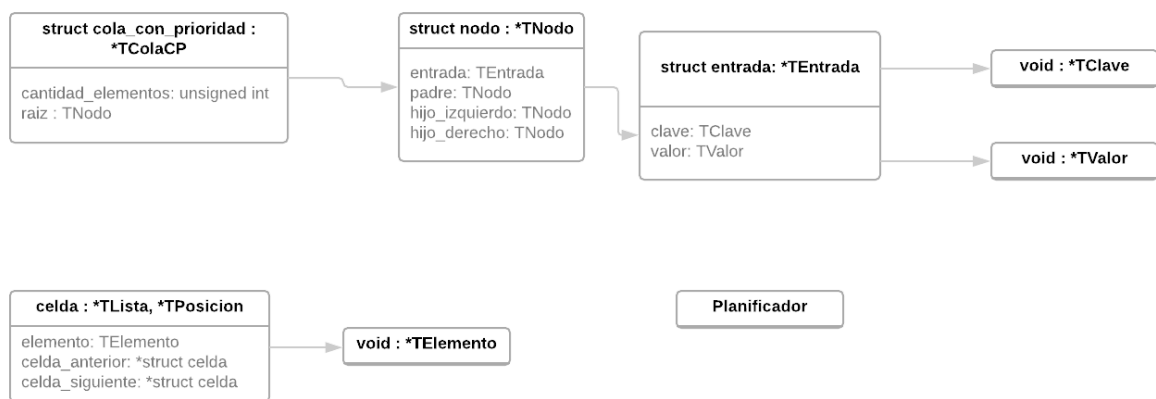 struct cola_con_prioridad :
*TColaCP
cantidad_elementos: unsigned int
raiz : TNodo
struct nodo : *TNodo
entrada: TEntrada
padre: TNodo
hijo_izquierdo: TNodo
hijo_derecho: TNodo
struct entrada: *TEntrada
clave: TClave
valor: TValor
void : *TClave
void : *TValor
celda : *TLista, *TPosicion
elemento: TElemento
celda_anterior: *struct celda
celda_siguiente: *struct celda
void : *TElemento
Planificador